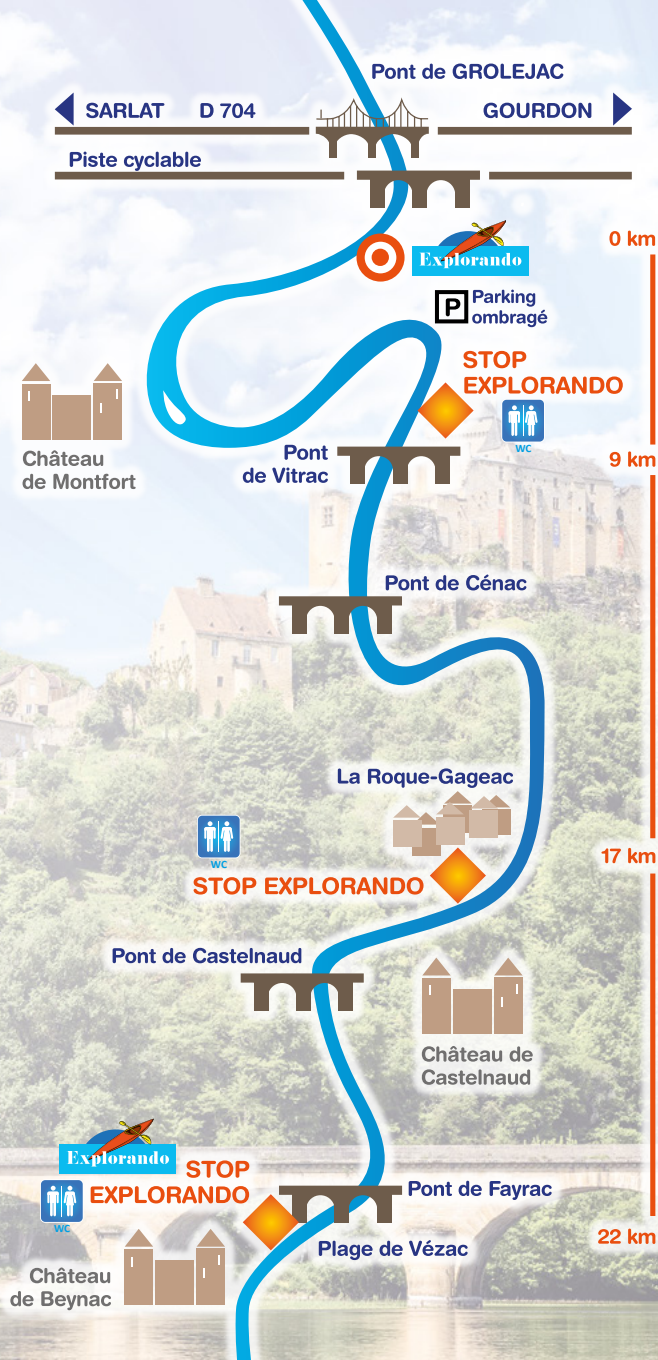 Pont de GROLEJAC
SARLAT D 704 GOURDON
Piste cyclable
0 km
Explorando
P Parking
ombragé
STOP
EXPLORANDO
WC
Château
de Montfort
Pont
de Vitrac
9 km
Pont de Cénac
La Roque-Gageac
WC
17 km
STOP EXPLORANDO
Pont de Castelnaud
Château de
Castelnaud
Explorando
STOP
EXPLORANDO
WC
Pont de Fayrac
22 km
Plage de Vézac
Château
de Beynac